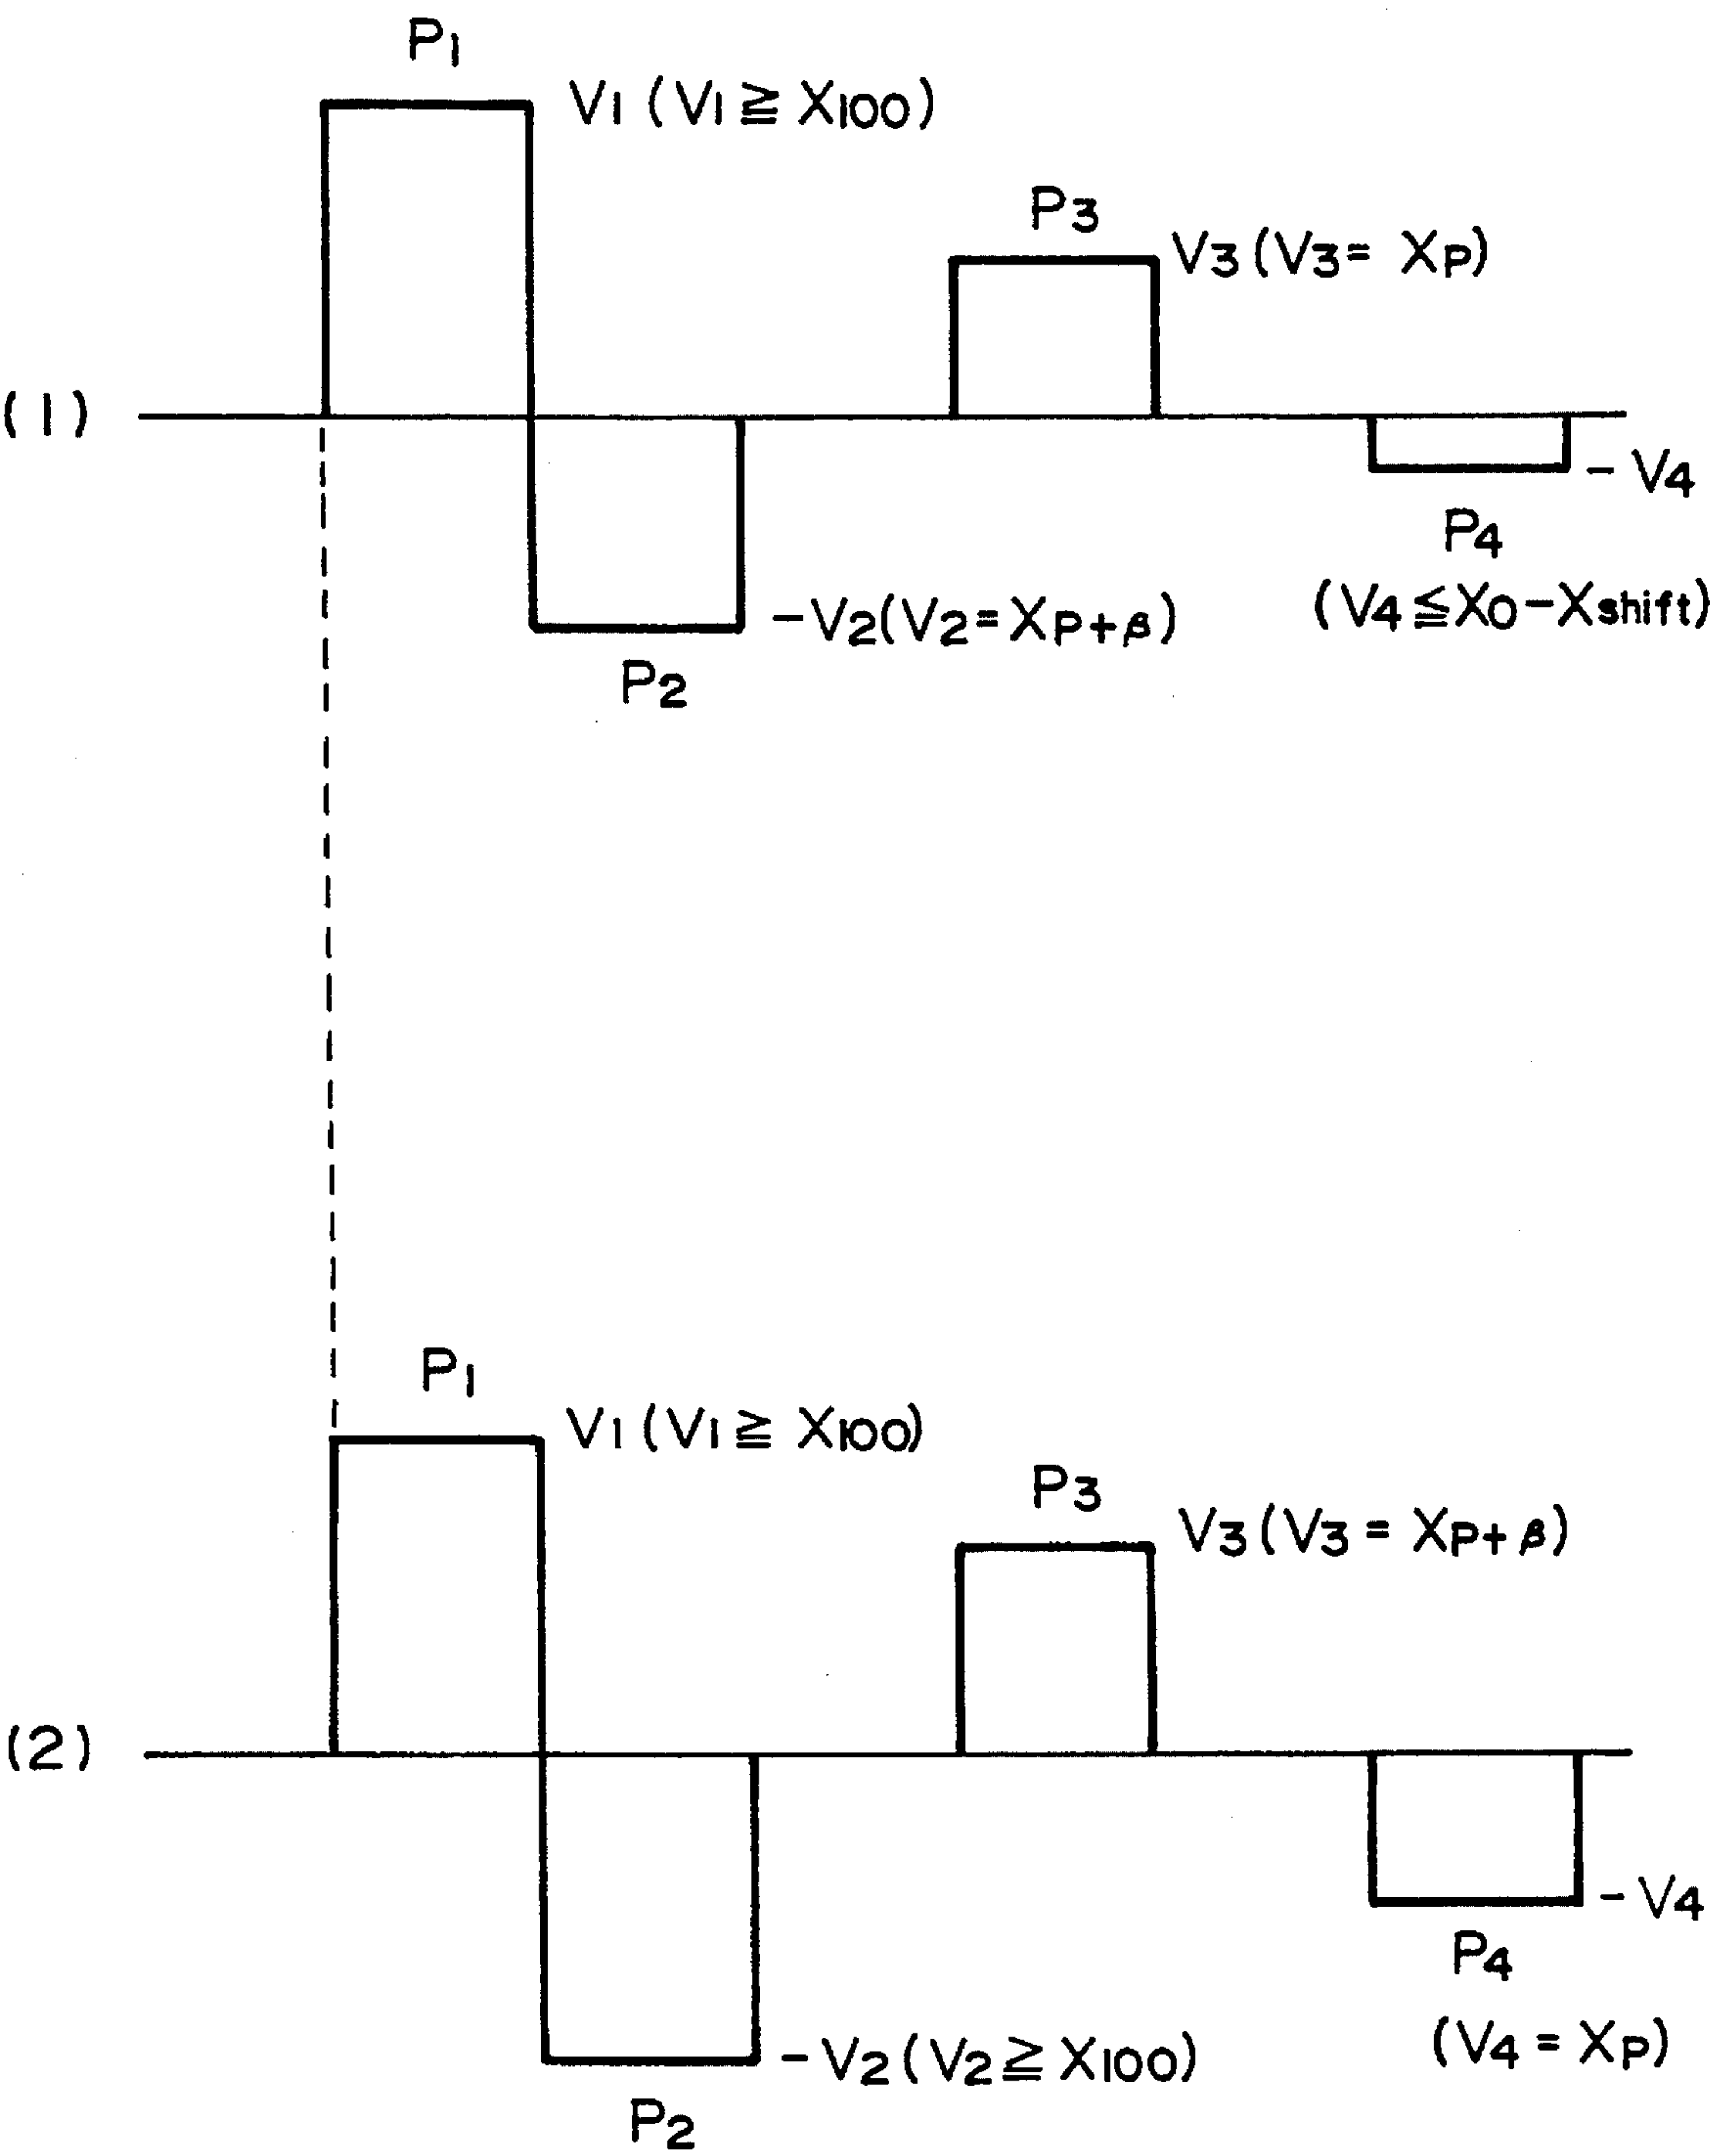 P1
V1 (V1 ≧ X100)
P3
V3 (V3 = XP)
(1)
-V4
P4
(V4 ≦ X0-Xshift)
-V2 (V2=XP+β)
P2
P1
V1 (V1 ≧ X100)
P3
V3 (V3 = XP+β)
(2)
-V4
P4
(V4 = XP)
-V2 (V2 ≧ X100)
P2